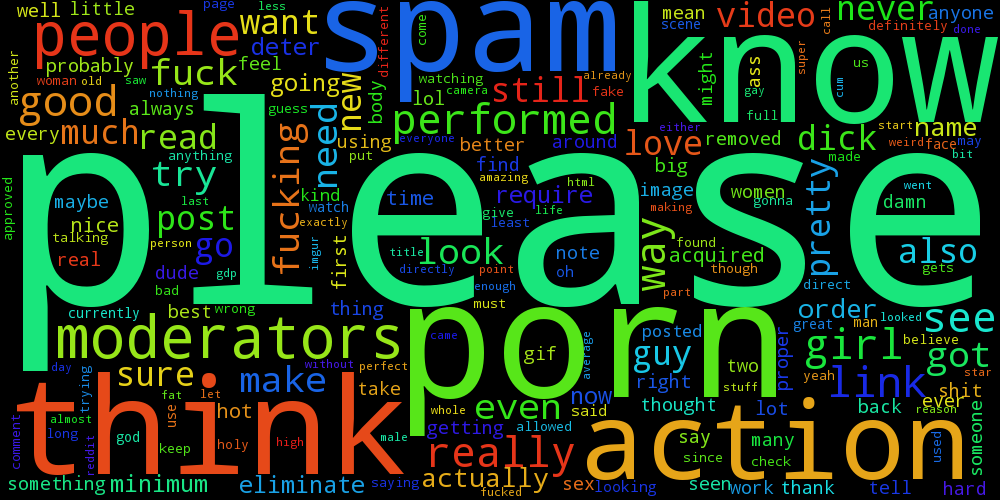 please
know
spam
porn
think
action
people
moderators
performed
want
video
never
anyone
well
little
page
less
come
different
mean
scene
call
definitely
done
deter
feel
probably
fuck
another
woman
old
saw
nothing
going
new
body
watching
camera
lol
still
already
fake
might
ass
super
gay
cum
us
full
good
always
guess
every
much
read
fucking
need
using
put
everyone
better
around
either
love
removed
dick
made
start
name
weird
face
may
bit
anything
try
find
amazing
html
big
image
women
gonna
pretty
went
damn
approved
maybe
last
kind
watch
time
require
give
life
least
making
nice
post
exactly
talking
person
go
imgur
first
title
look
note
way
found
acquired
also
gets
real
dude
gdp
directly
point
oh
though
part
direct
bad
enough
currently
best
wrong
thing
must
order
see
great
man
looked
came
gif
average
posted
guy
two
proper
girl
believe
got
day
trying
sure
fat
let
without
perfect
make
take
right
stuff
yeah
link
star
shit
ever
reason
comment
almost
long
reddit
god
use
hot
holy
keep
high
male
whole
even
now
said
allowed
getting
thought
lot
back
used
someone
really
say
since
many
check
something
minimum
eliminate
saying
actually
fucked
sex
looking
seen
work
thank
tell
hard